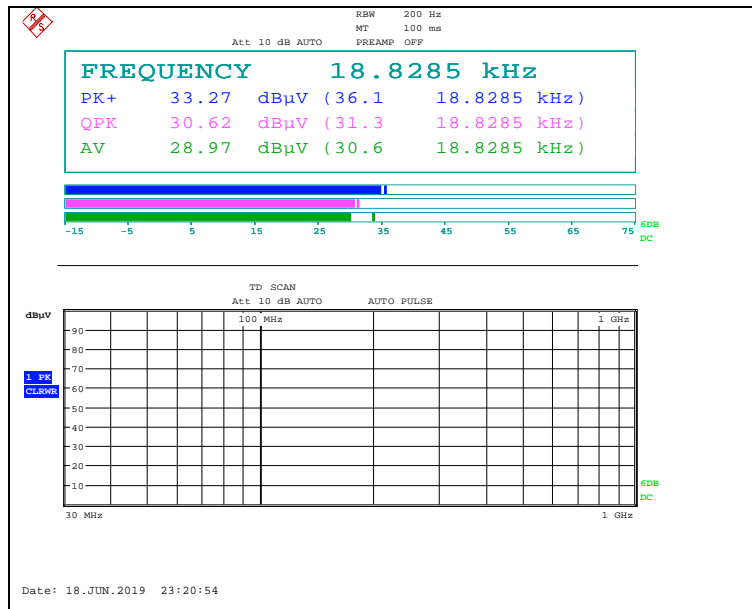 R S
RBW 200 Hz
MT 100 ms
Att 10 dB AUTO PREAMP OFF
FREQUENCY 18.8285 kHz
PK+ 33.27 dBµV (36.1 18.8285 kHz)
QPK 30.62 dBµV (31.3 18.8285 kHz)
AV 28.97 dBµV (30.6 18.8285 kHz)
-15 -5 5 15 25 35 45 55 65 75
6DB
DC
TD SCAN
Att 10 dB AUTO AUTO PULSE
dBµV
100 MHz 1 GHz
90
80
70
1 PK
CLRWR
60
50
40
30
20
10
6DB
DC
30 MHz 1 GHz
Date: 18.JUN.2019 23:20:54